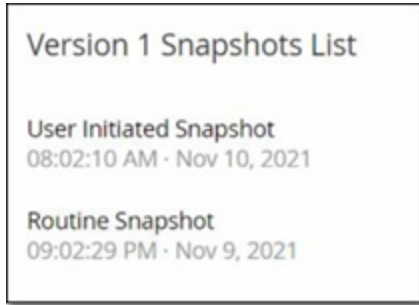 Version 1 Snapshots List
User Initiated Snapshot
08:02:10 AM · Nov 10, 2021
Routine Snapshot
09:02:29 PM · Nov 9, 2021